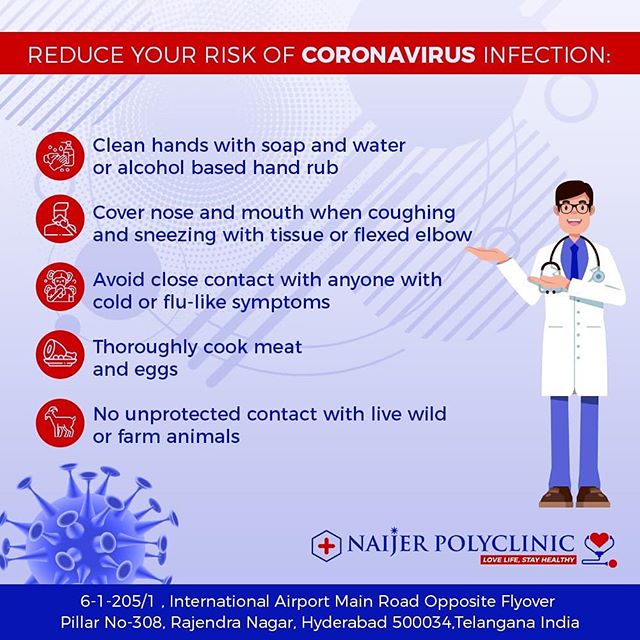 REDUCE YOUR RISK OF CORONAVIRUS INFECTION:
Clean hands with soap and water
or alcohol based hand rub
Cover nose and mouth when coughing
and sneezing with tissue or flexed elbow
Avoid close contact with anyone with
cold or flu-like symptoms
Thoroughly cook meat
and eggs
No unprotected contact with live wild
or farm animals
NAIJER POLYCLINIC
LOVE LIFE, STAY HEALTHY
6-1-205/1 , International Airport Main Road Opposite Flyover
Pillar No-308, Rajendra Nagar, Hyderabad 500034,Telangana India